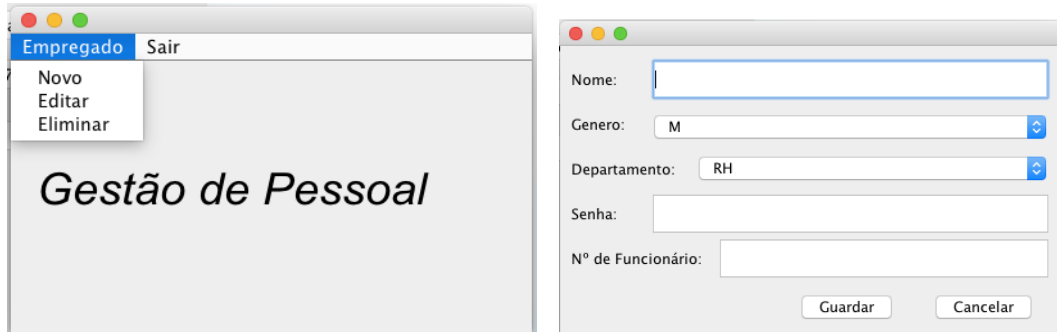 Empregado Sair
Novo
Editar
Eliminar
Gestão de Pessoal
Nome:
Genero: M
Departamento: RH
Senha:
Nº de Funcionário:
Guardar Cancelar